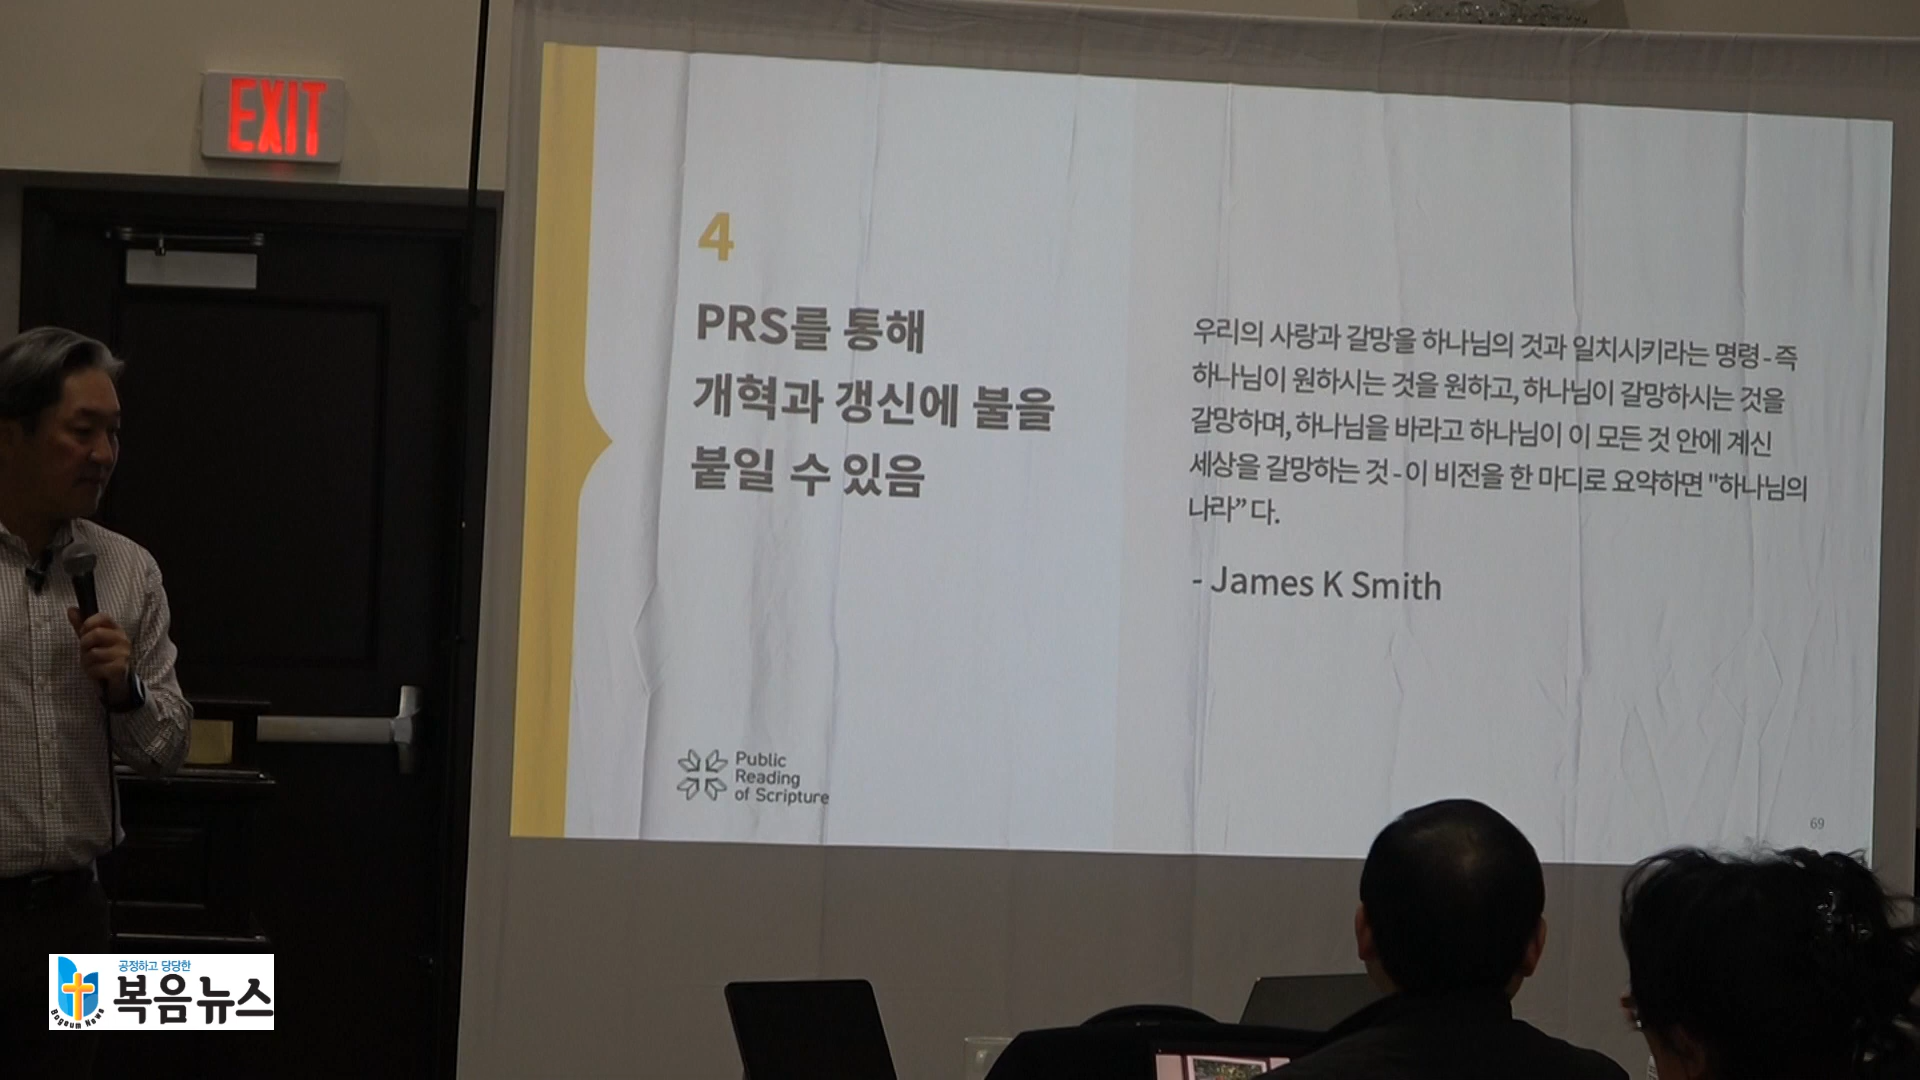 EXIT
4
PRS를 통해
개혁과 갱신에 불을
붙일 수 있음
우리의 사랑과 갈망을 하나님의 것과 일치시키라는 명령 - 즉
하나님이 원하시는 것을 원하고, 하나님이 갈망하시는 것을
갈망하며, 하나님을 바라고 하나님이 이 모든 것 안에 계신
세상을 갈망하는 것 - 이 비전을 한 마디로 요약하면 "하나님의
나라” 다.
- James K Smith
Public
Reading
of Scripture
69
공정하고 당당한
복음뉴스
Bogeum News